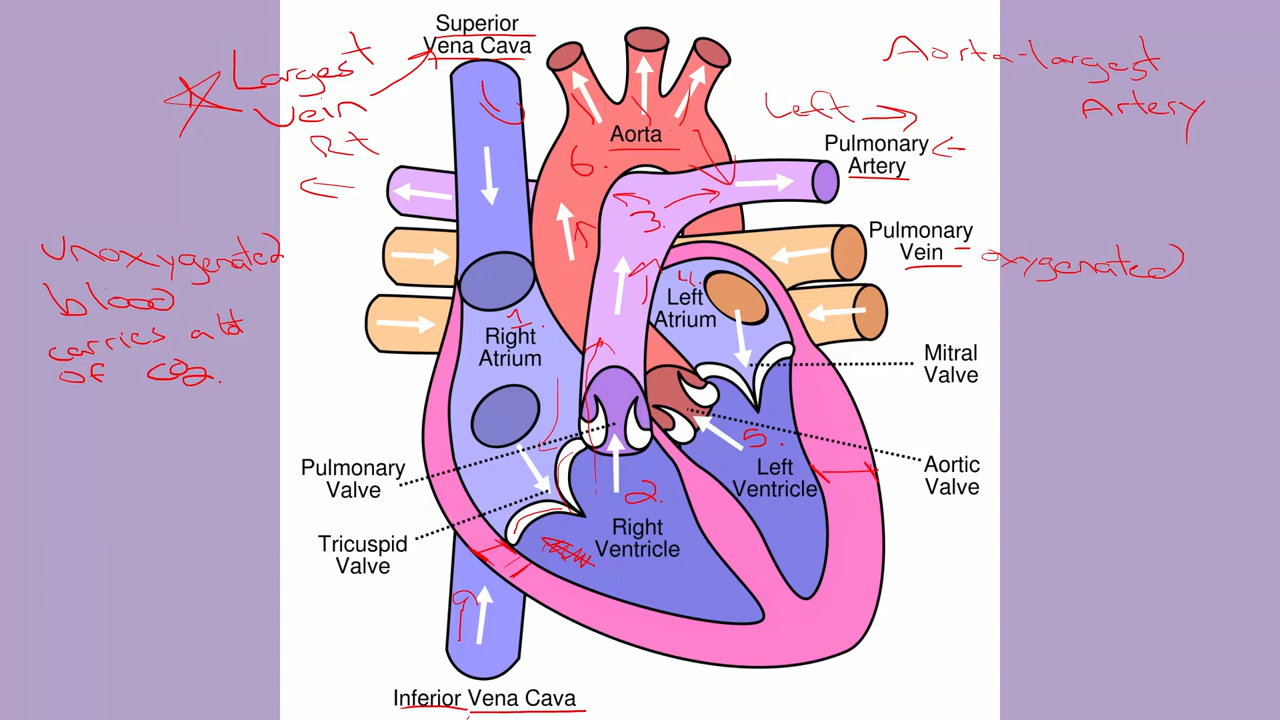 Superior
Vena Cava
Largest
vein
Rt
Aorta-largest
Artery
Left
Aorta
6.
Pulmonary
Artery
3.
Pulmonary
Vein
- oxygenated
unoxygenated
blood
carries a lot
of CO2.
4.
Left
Atrium
1.
Right
Atrium
Mitral
Valve
5.
Left
Ventricle
Aortic
Valve
Pulmonary
Valve
2.
Right
Ventricle
Tricuspid
Valve
Inferior Vena Cava